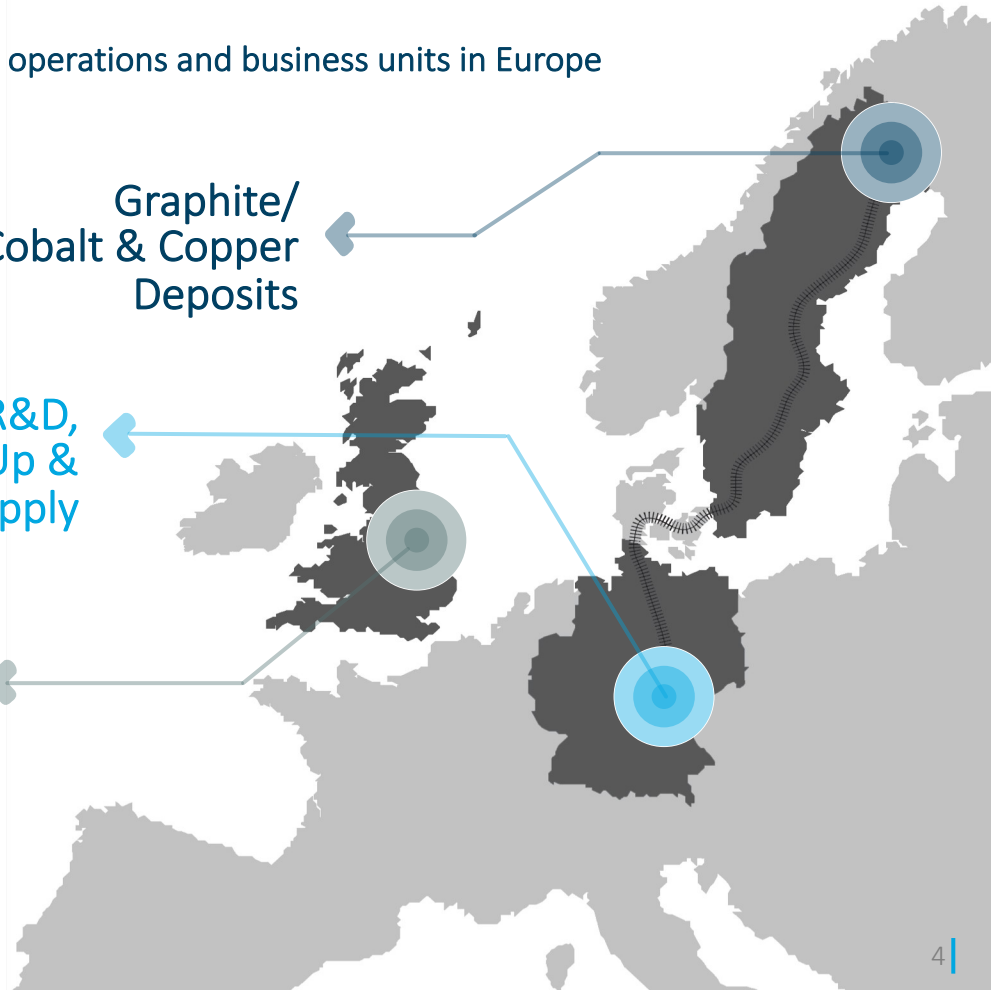 operations and business units in Europe
Graphite/
Cobalt & Copper
Deposits
R&D,
Up &
pply
4